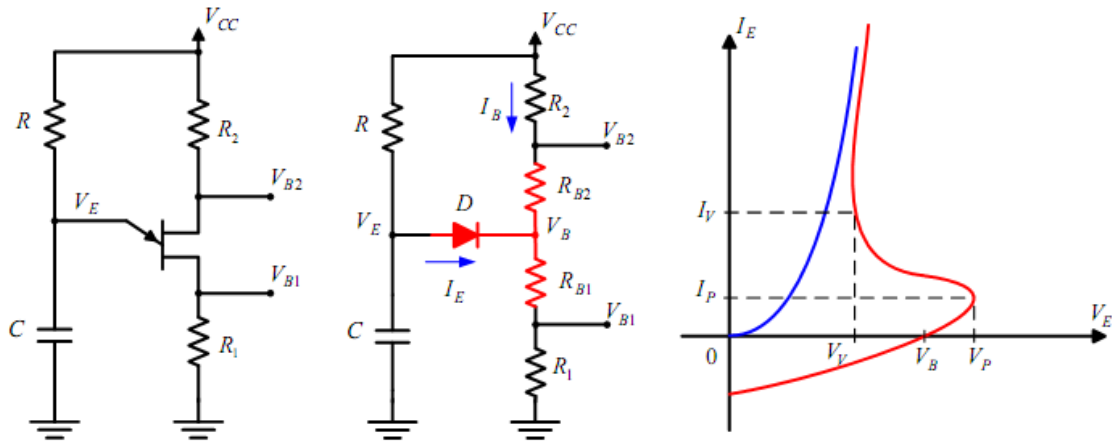 V_CC
R
R_2
V_B2
V_E
V_B1
C
R_1
V_CC
I_B
R_2
R
V_B2
R_B2
D
V_E
V_B
I_E
R_B1
V_B1
C
R_1
I_E
I_V
I_P
V_E
0
V_V
V_B
V_P